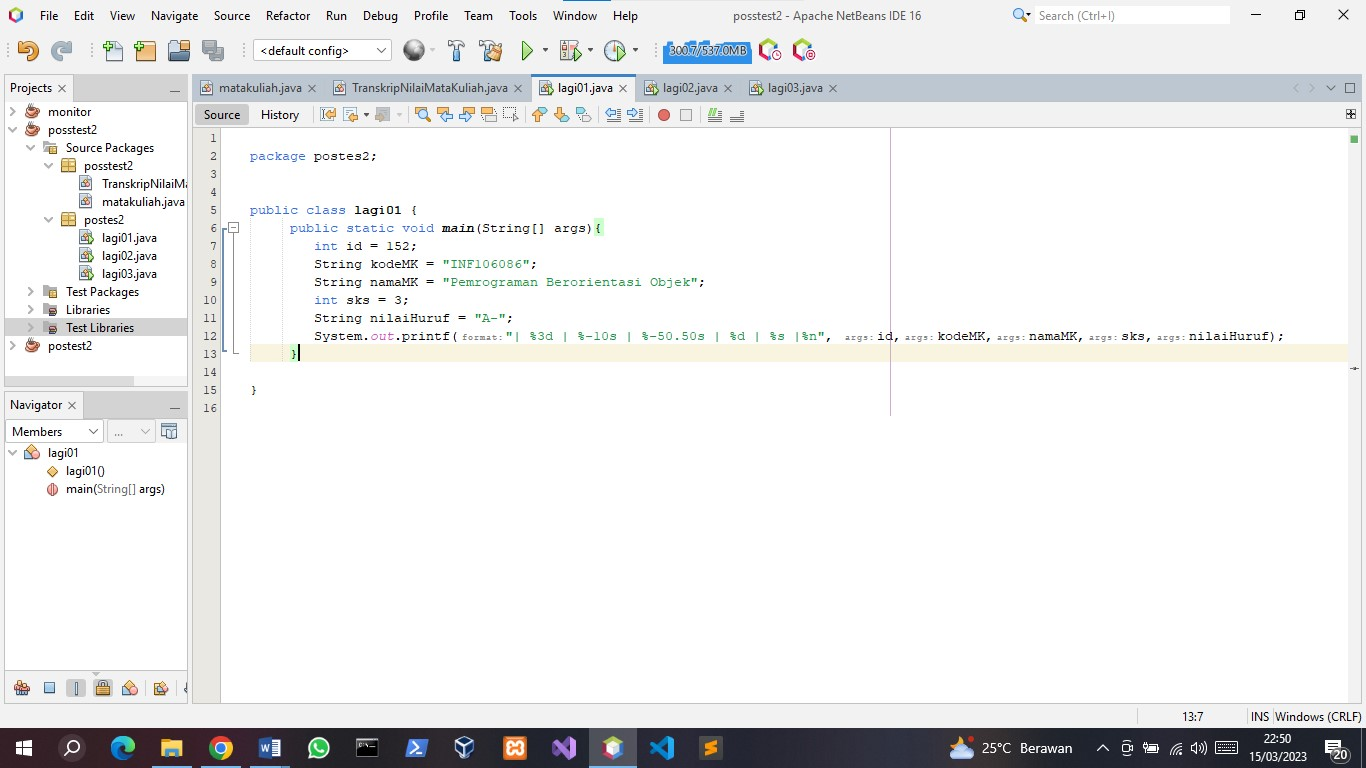 File Edit View Navigate Source Refactor Run Debug Profile Team Tools Window Help posstest2 - Apache NetBeans IDE 16 Search (Ctrl+I)
<default config> 300.7/537.0MB
Projects
matakuliah.java TranskripNilaiMataKuliah.java lagi01.java lagi02.java lagi03.java
Source History
monitor
posstest2
Source Packages
posstest2
TranskripNilaiMa
matakuliah.java
postes2
lagi01.java
lagi02.java
lagi03.java
Test Packages
Libraries
Test Libraries
postest2
Navigator
Members ...
lagi01
lagi01()
main(String[] args)
1
2 package postes2;
3
4
5 public class lagi01 {
6 public static void main(String[] args){
7 int id = 152;
8 String kodeMK = "INF106086";
9 String namaMK = "Pemrograman Berorientasi Objek";
10 int sks = 3;
11 String nilaiHuruf = "A-";
12 System.out.printf( format: "| %3d | %-10s | %-50.50s | %d | %s |%n", args: id, args: kodeMK, args: namaMK, args: sks, args: nilaiHuruf);
13 }
14
15 }
16
13:7 INS Windows (CRLF)
25°C Berawan 22:50
15/03/2023 20